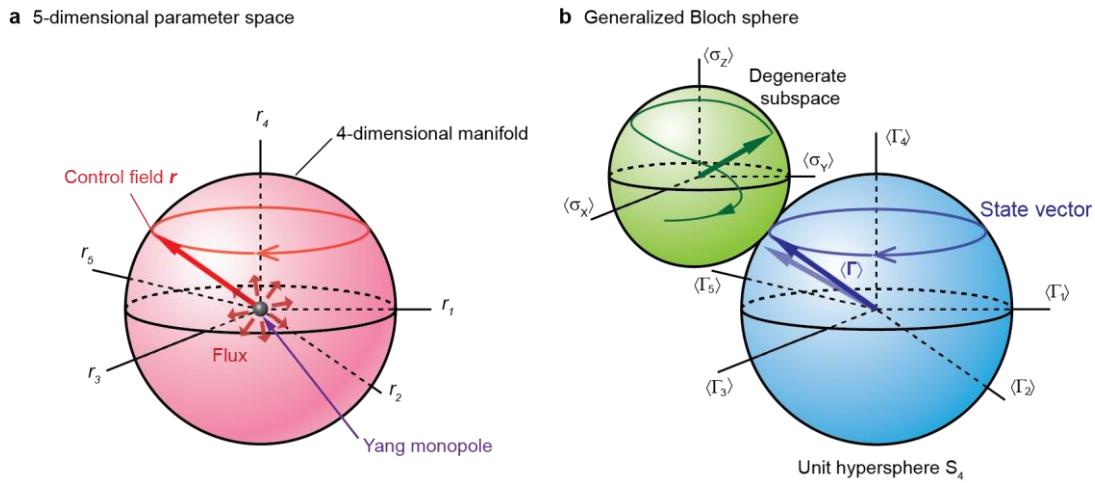 a 5-dimensional parameter space
r4
4-dimensional manifold
Control field r
r5
r1
Flux
r3
r2
Yang monopole
b Generalized Bloch sphere
⟨σZ⟩
Degenerate
subspace
⟨Γ4⟩
⟨σY⟩
⟨σX⟩
State vector
⟨Γ⟩
⟨Γ5⟩
⟨Γ1⟩
⟨Γ3⟩
⟨Γ2⟩
Unit hypersphere S4